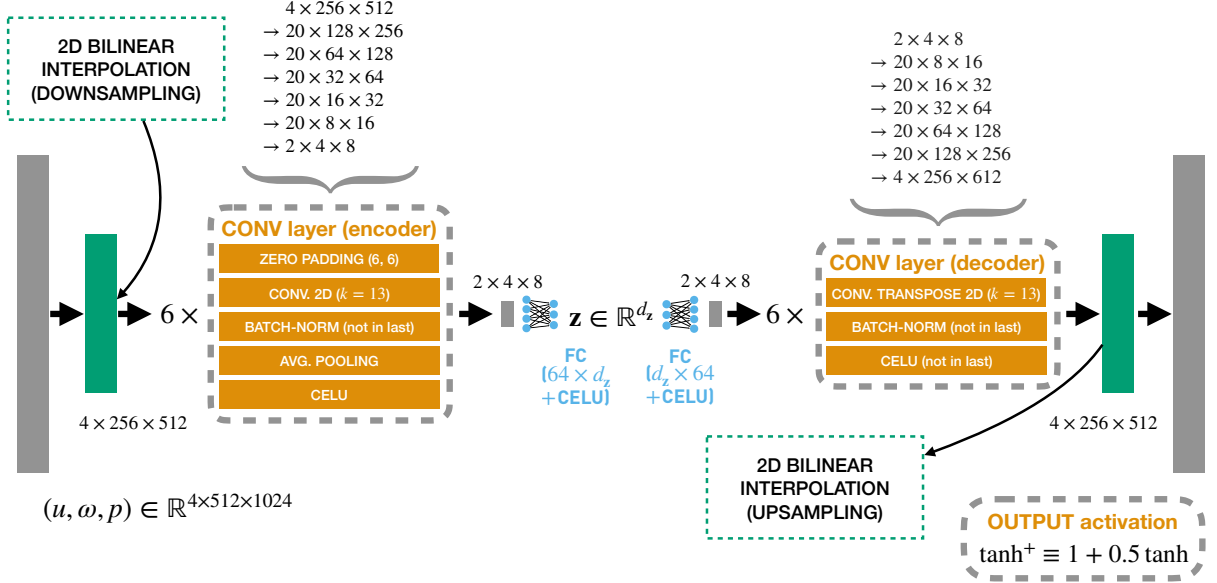 2D BILINEAR
INTERPOLATION
(DOWNSAMPLING)
4 × 256 × 512
→ 20 × 128 × 256
→ 20 × 64 × 128
→ 20 × 32 × 64
→ 20 × 16 × 32
→ 20 × 8 × 16
→ 2 × 4 × 8
CONV layer (encoder)
6 ×
ZERO PADDING (6, 6)
CONV. 2D (k = 13)
BATCH-NORM (not in last)
AVG. POOLING
CELU
4 × 256 × 512
(u, ω, p) ∈ ℝ^{4×512×1024}
2 × 4 × 8
FC
(64 × d_z
+CELU)
z ∈ ℝ^{d_z}
2 × 4 × 8
FC
(d_z × 64
+CELU)
2 × 4 × 8
→ 20 × 8 × 16
→ 20 × 16 × 32
→ 20 × 32 × 64
→ 20 × 64 × 128
→ 20 × 128 × 256
→ 4 × 256 × 612
6 ×
CONV layer (decoder)
CONV. TRANSPOSE 2D (k = 13)
BATCH-NORM (not in last)
CELU (not in last)
4 × 256 × 512
2D BILINEAR
INTERPOLATION
(UPSAMPLING)
OUTPUT activation
tanh⁺ ≡ 1 + 0.5 tanh